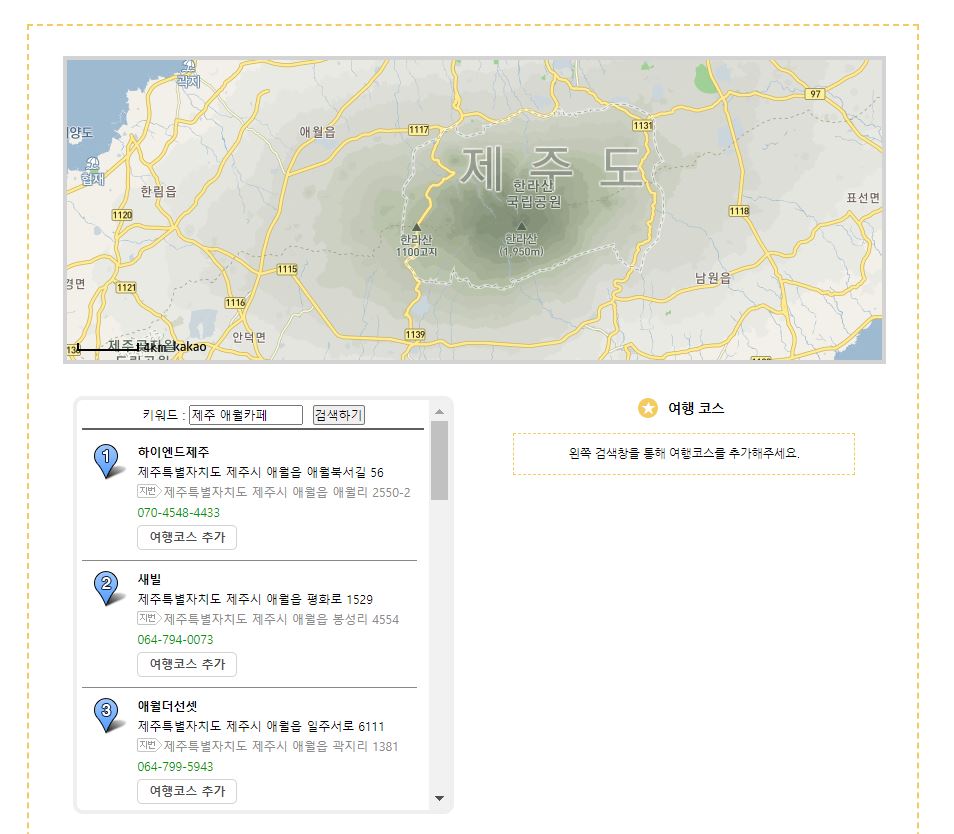 곽지
97
애월읍
1117
1131
제 주 도
협재
한림읍
한라산
국립공원
표선면
1120
1118
한라산
1100고지
한라산
(1,950m)
1115
남원읍
1121
1116
안덕면
1139
4km kakao
키워드 : 제주 애월카페 검색하기
여행 코스
왼쪽 검색창을 통해 여행코스를 추가해주세요.
1
하이엔드제주
제주특별자치도 제주시 애월읍 애월북서길 56
지번 제주특별자치도 제주시 애월읍 애월리 2550-2
070-4548-4433
여행코스 추가
2
새빌
제주특별자치도 제주시 애월읍 평화로 1529
지번 제주특별자치도 제주시 애월읍 봉성리 4554
064-794-0073
여행코스 추가
3
애월더선셋
제주특별자치도 제주시 애월읍 일주서로 6111
지번 제주특별자치도 제주시 애월읍 곽지리 1381
064-799-5943
여행코스 추가